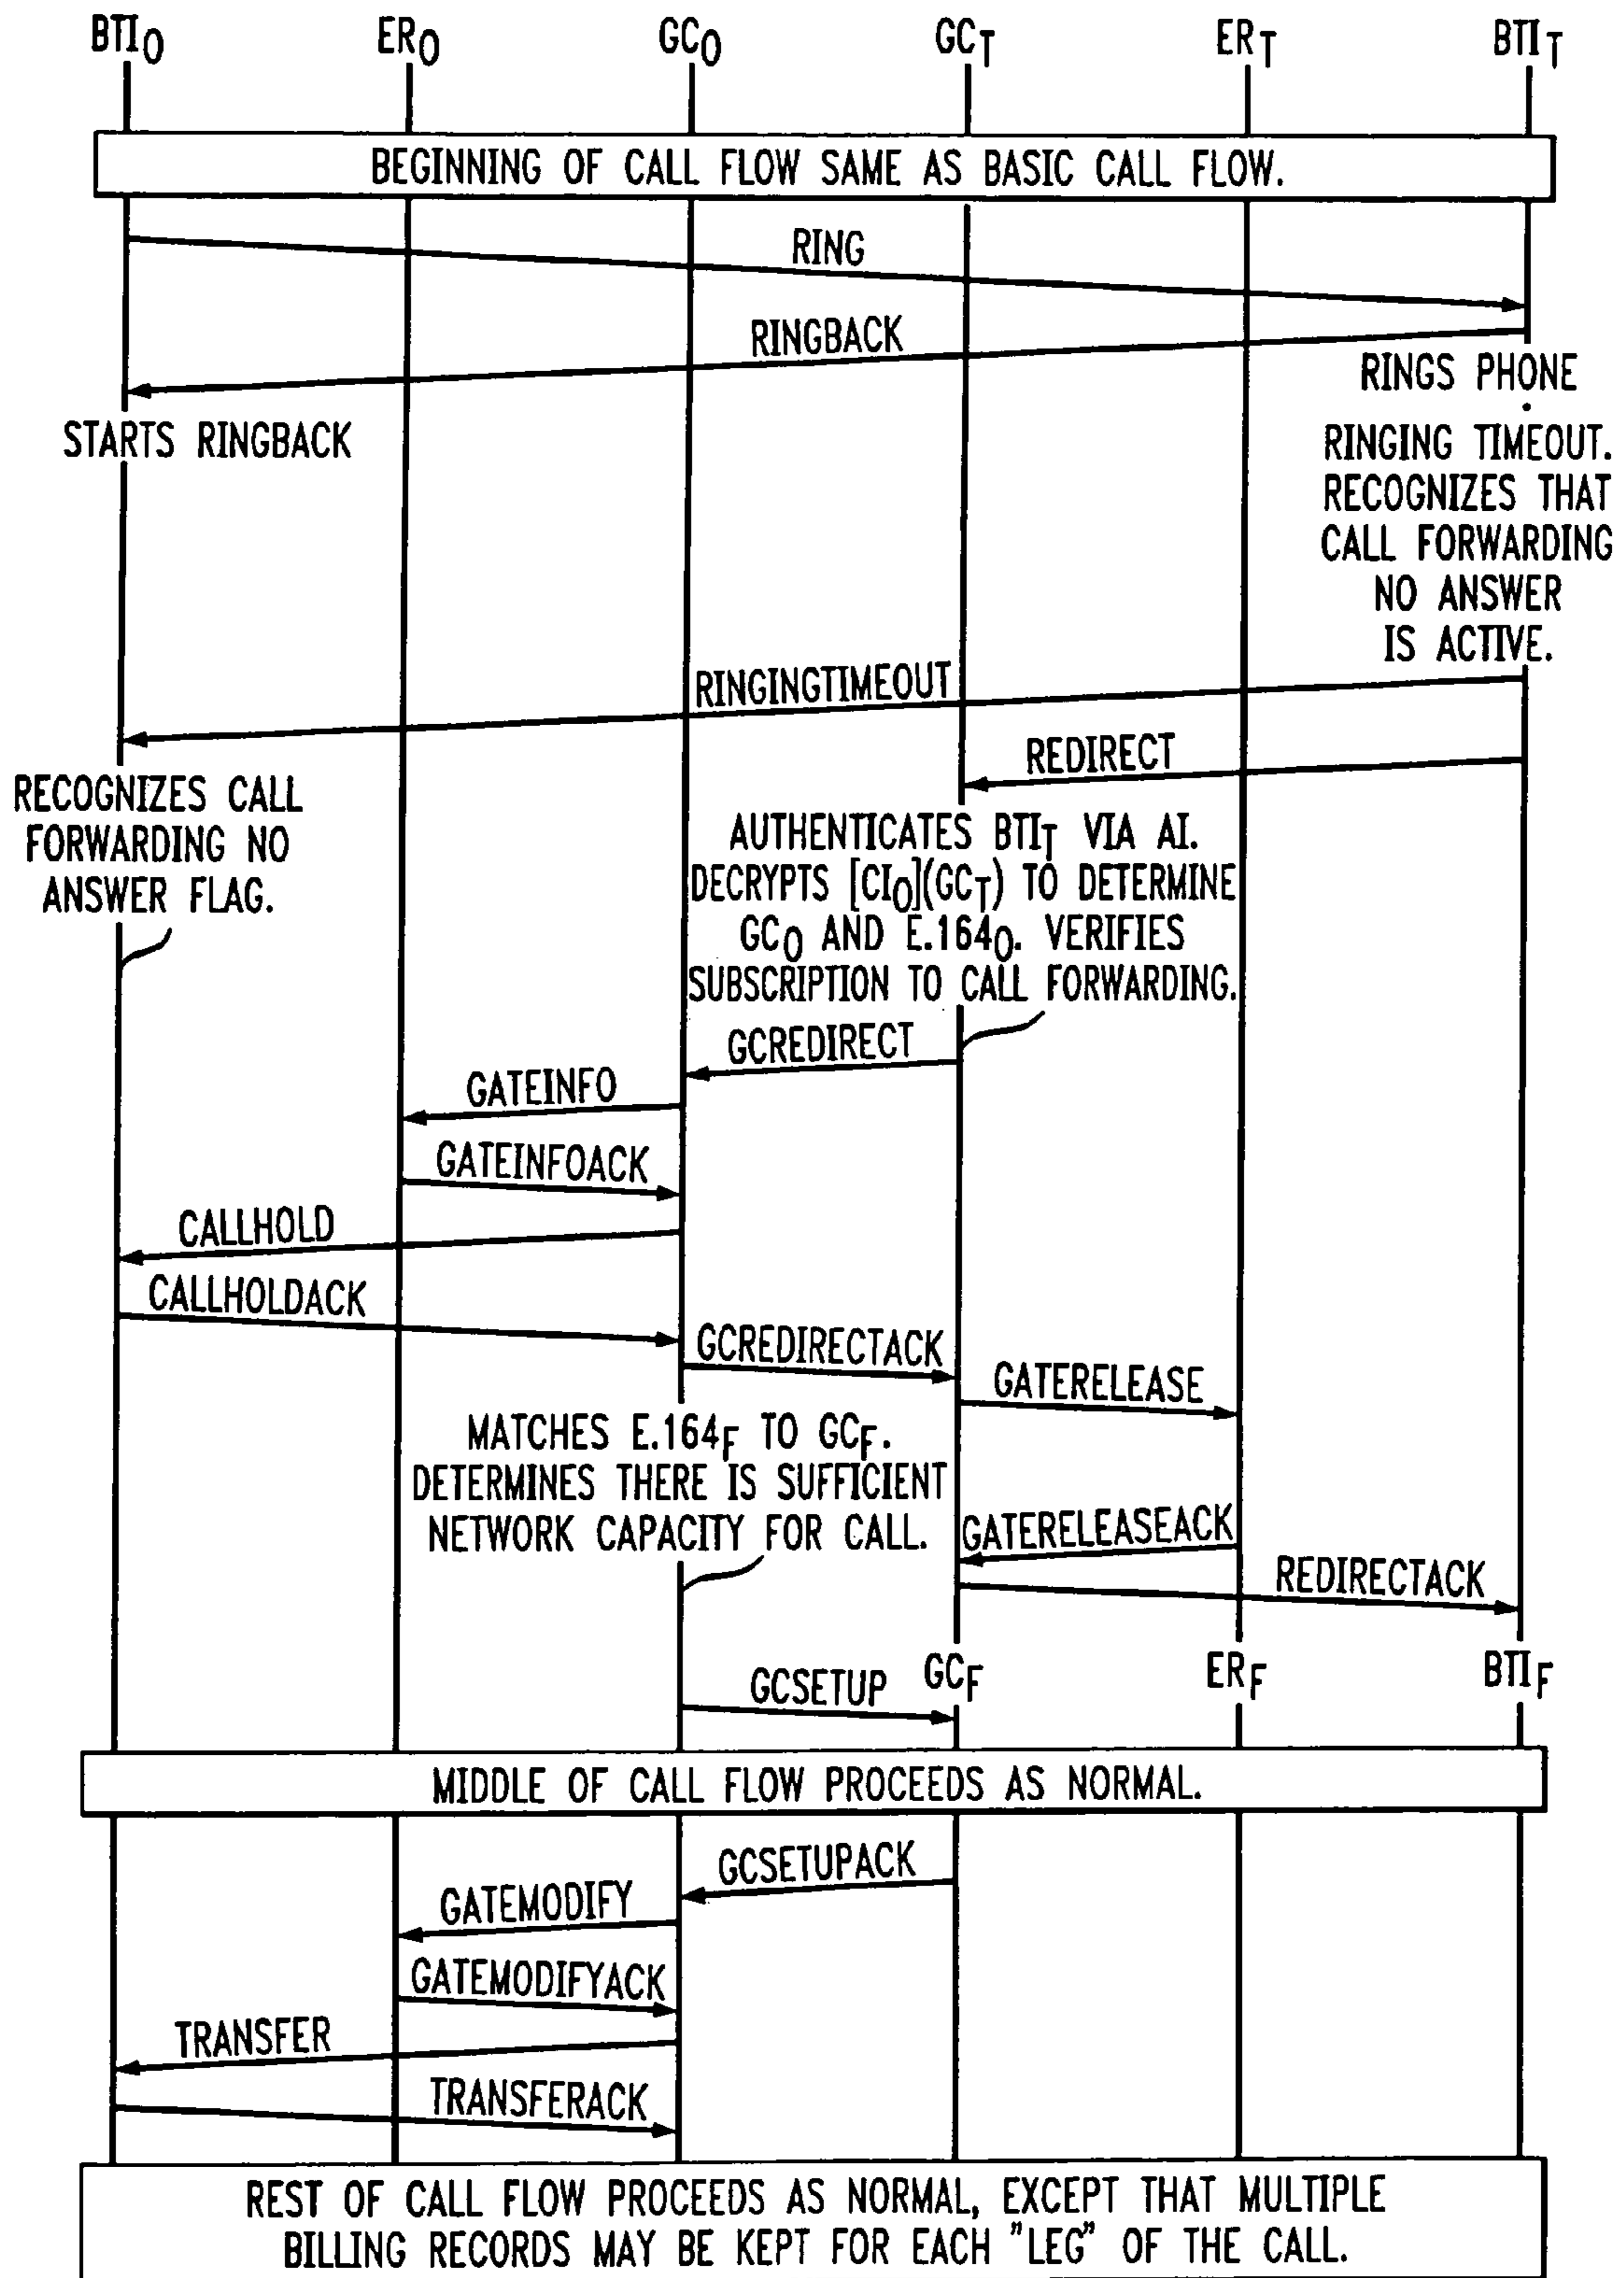 BTIO ERO GCO GCT ERT BTIT
BEGINNING OF CALL FLOW SAME AS BASIC CALL FLOW.
RING
RINGBACK
RINGS PHONE
STARTS RINGBACK
RINGING TIMEOUT.
RECOGNIZES THAT
CALL FORWARDING
NO ANSWER
IS ACTIVE.
RINGINGTIMEOUT
REDIRECT
RECOGNIZES CALL
FORWARDING NO
ANSWER FLAG.
AUTHENTICATES BTIT VIA AI.
DECRYPTS [CIO](GCT) TO DETERMINE
GCO AND E.164O. VERIFIES
SUBSCRIPTION TO CALL FORWARDING.
GCREDIRECT
GATEINFO
GATEINFOACK
CALLHOLD
CALLHOLDACK
GCREDIRECTACK
GATERELEASE
MATCHES E.164F TO GCF.
DETERMINES THERE IS SUFFICIENT
NETWORK CAPACITY FOR CALL.
GATERELEASEACK
REDIRECTACK
GCSETUP
GCF ERF BTIF
MIDDLE OF CALL FLOW PROCEEDS AS NORMAL.
GCSETUPACK
GATEMODIFY
GATEMODIFYACK
TRANSFER
TRANSFERACK
REST OF CALL FLOW PROCEEDS AS NORMAL, EXCEPT THAT MULTIPLE
BILLING RECORDS MAY BE KEPT FOR EACH "LEG" OF THE CALL.